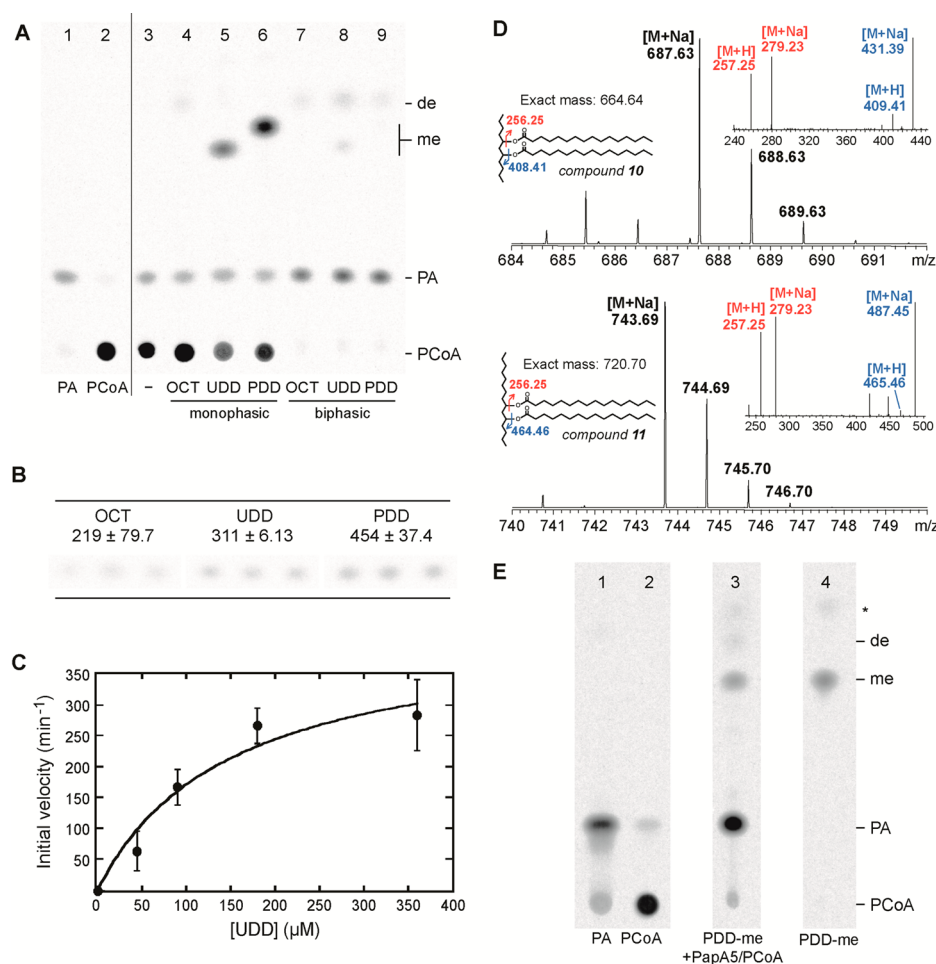 A
1 2 3 4 5 6 7 8 9
de
me
PA
PCoA
PA PCoA – OCT UDD PDD OCT UDD PDD
monophasic biphasic
B
OCT UDD PDD
219 ± 79.7 311 ± 6.13 454 ± 37.4
C
Initial velocity (min⁻¹)
350
300
250
200
150
100
50
0 50 100 150 200 250 300 350 400
[UDD] (µM)
D
[M+Na]
687.63
[M+H]
257.25
[M+Na]
279.23
[M+Na]
431.39
[M+H]
409.41
240 280 320 360 400 440
Exact mass: 664.64
256.25
O
O
O
O
408.41
compound 10
688.63
689.63
684 685 686 687 688 689 690 691 m/z
[M+Na]
743.69
[M+H]
257.25
[M+Na]
279.23
[M+Na]
487.45
[M+H]
465.46
250 300 350 400 450 500
Exact mass: 720.70
256.25
O
O
O
O
464.46
compound 11
744.69
745.70
746.70
740 741 742 743 744 745 746 747 748 749 m/z
E
1 2 3 4
*
de
me
PA
PCoA
PA PCoA PDD-me PDD-me
+PapA5/PCoA